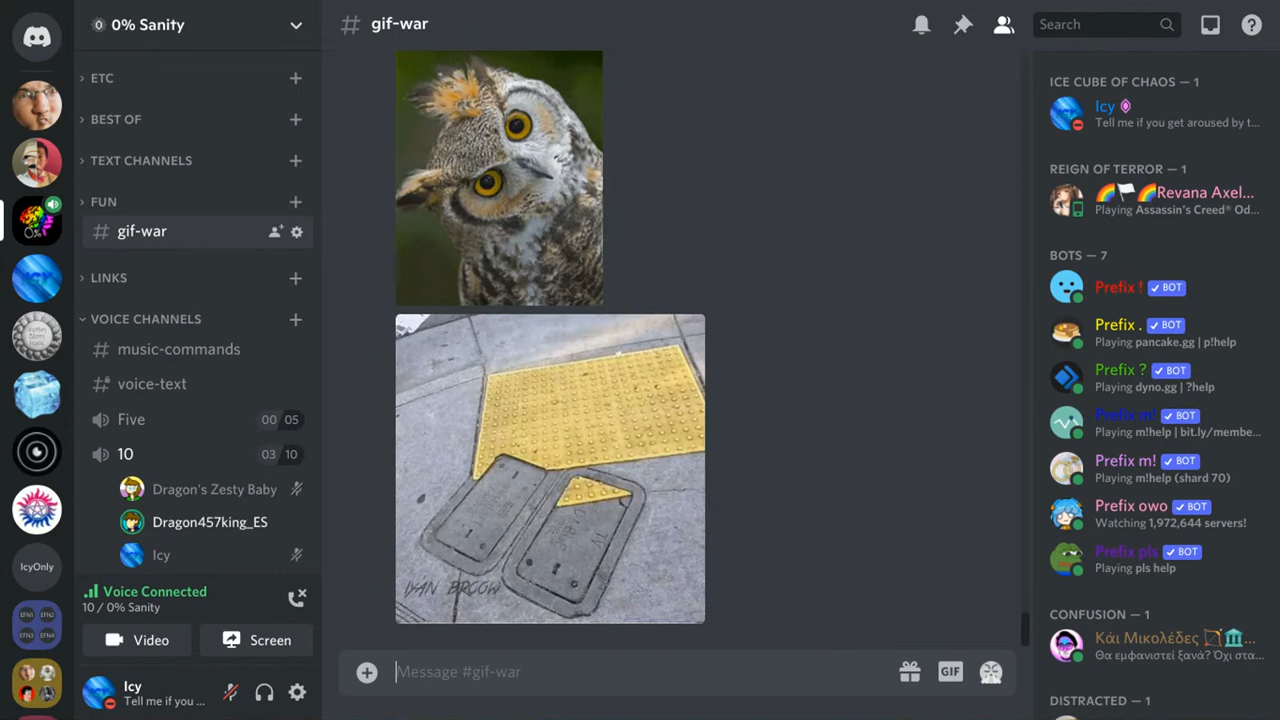 0% Sanity
ETC
BEST OF
TEXT CHANNELS
FUN
gif-war
LINKS
VOICE CHANNELS
music-commands
voice-text
Five
00 05
10
03 10
Dragon's Zesty Baby
Dragon457king_ES
Icy
IcyOnly
EFN1 EFN2
EFN3 EFN4
Voice Connected
10 / 0% Sanity
Video
Screen
Icy
Tell me if you ...
# gif-war
Search
Message #gif-war
GIF
ICE CUBE OF CHAOS — 1
Icy
Tell me if you get aroused by t...
REIGN OF TERROR — 1
Revana Axel...
Playing Assassin's Creed® Od...
BOTS — 7
Prefix ! BOT
Prefix . BOT
Playing pancake.gg | p!help
Prefix ? BOT
Playing dyno.gg | ?help
Prefix m! BOT
Playing m!help | bit.ly/membe...
Prefix m! BOT
Playing m!help (shard 70)
Prefix owo BOT
Watching 1,972,644 servers!
Prefix pls BOT
Playing pls help
CONFUSION — 1
Κάι Μικολέδες
Θα εμφανιστεί ξανά? Όχι στα...
DISTRACTED — 1